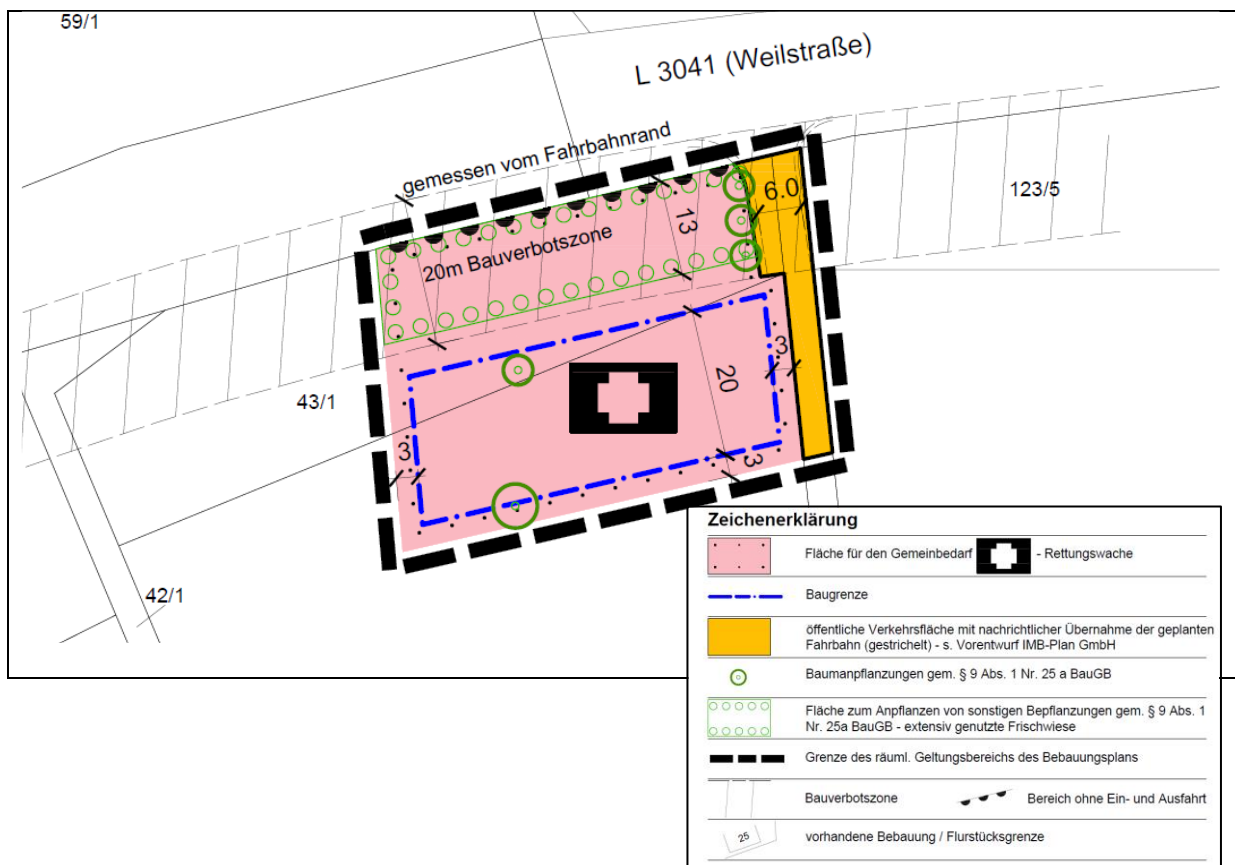 59/1
L 3041 (Weilstraße)
gemessen vom Fahrbahnrand
123/5
6.0
13
20m Bauverbotszone
3
20
43/1
3
3
42/1
Zeichenerklärung
Fläche für den Gemeinbedarf - Rettungswache
Baugrenze
öffentliche Verkehrsfläche mit nachrichtlicher Übernahme der geplanten
Fahrbahn (gestrichelt) - s. Vorentwurf IMB-Plan GmbH
Baumanpflanzungen gem. § 9 Abs. 1 Nr. 25 a BauGB
Fläche zum Anpflanzen von sonstigen Bepflanzungen gem. § 9 Abs. 1
Nr. 25a BauGB - extensiv genutzte Frischwiese
Grenze des räuml. Geltungsbereichs des Bebauungsplans
Bauverbotszone Bereich ohne Ein- und Ausfahrt
25 vorhandene Bebauung / Flurstücksgrenze